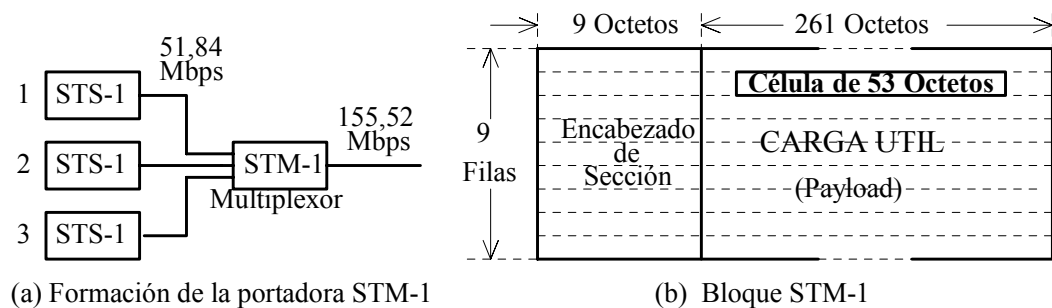 51,84
Mbps
1 STS-1
2 STS-1
3 STS-1
155,52
Mbps
STM-1
Multiplexor
(a) Formación de la portadora STM-1
9 Octetos
261 Octetos
9
Filas
Encabezado
de
Sección
Célula de 53 Octetos
CARGA UTIL
(Payload)
(b) Bloque STM-1